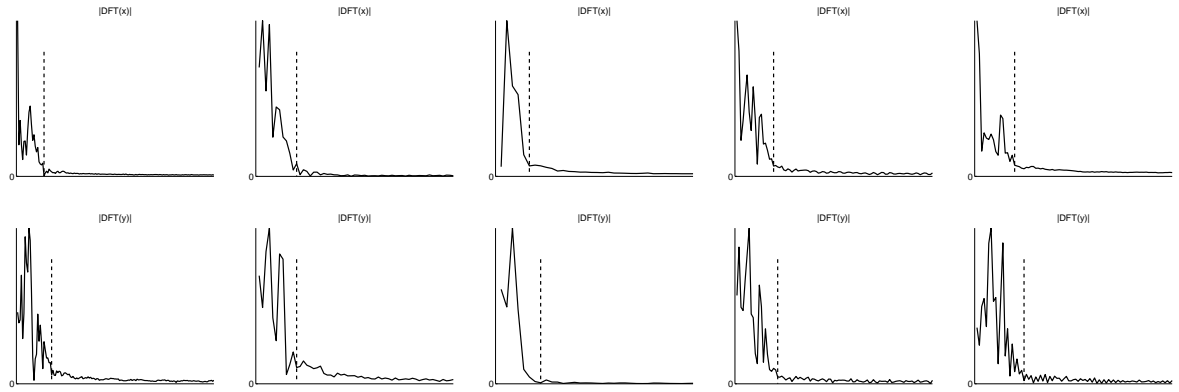 |DFT(x)| |DFT(x)| |DFT(x)| |DFT(x)| |DFT(x)|
0 0 0 0 0
|DFT(y)| |DFT(y)| |DFT(y)| |DFT(y)| |DFT(y)|
0 0 0 0 0